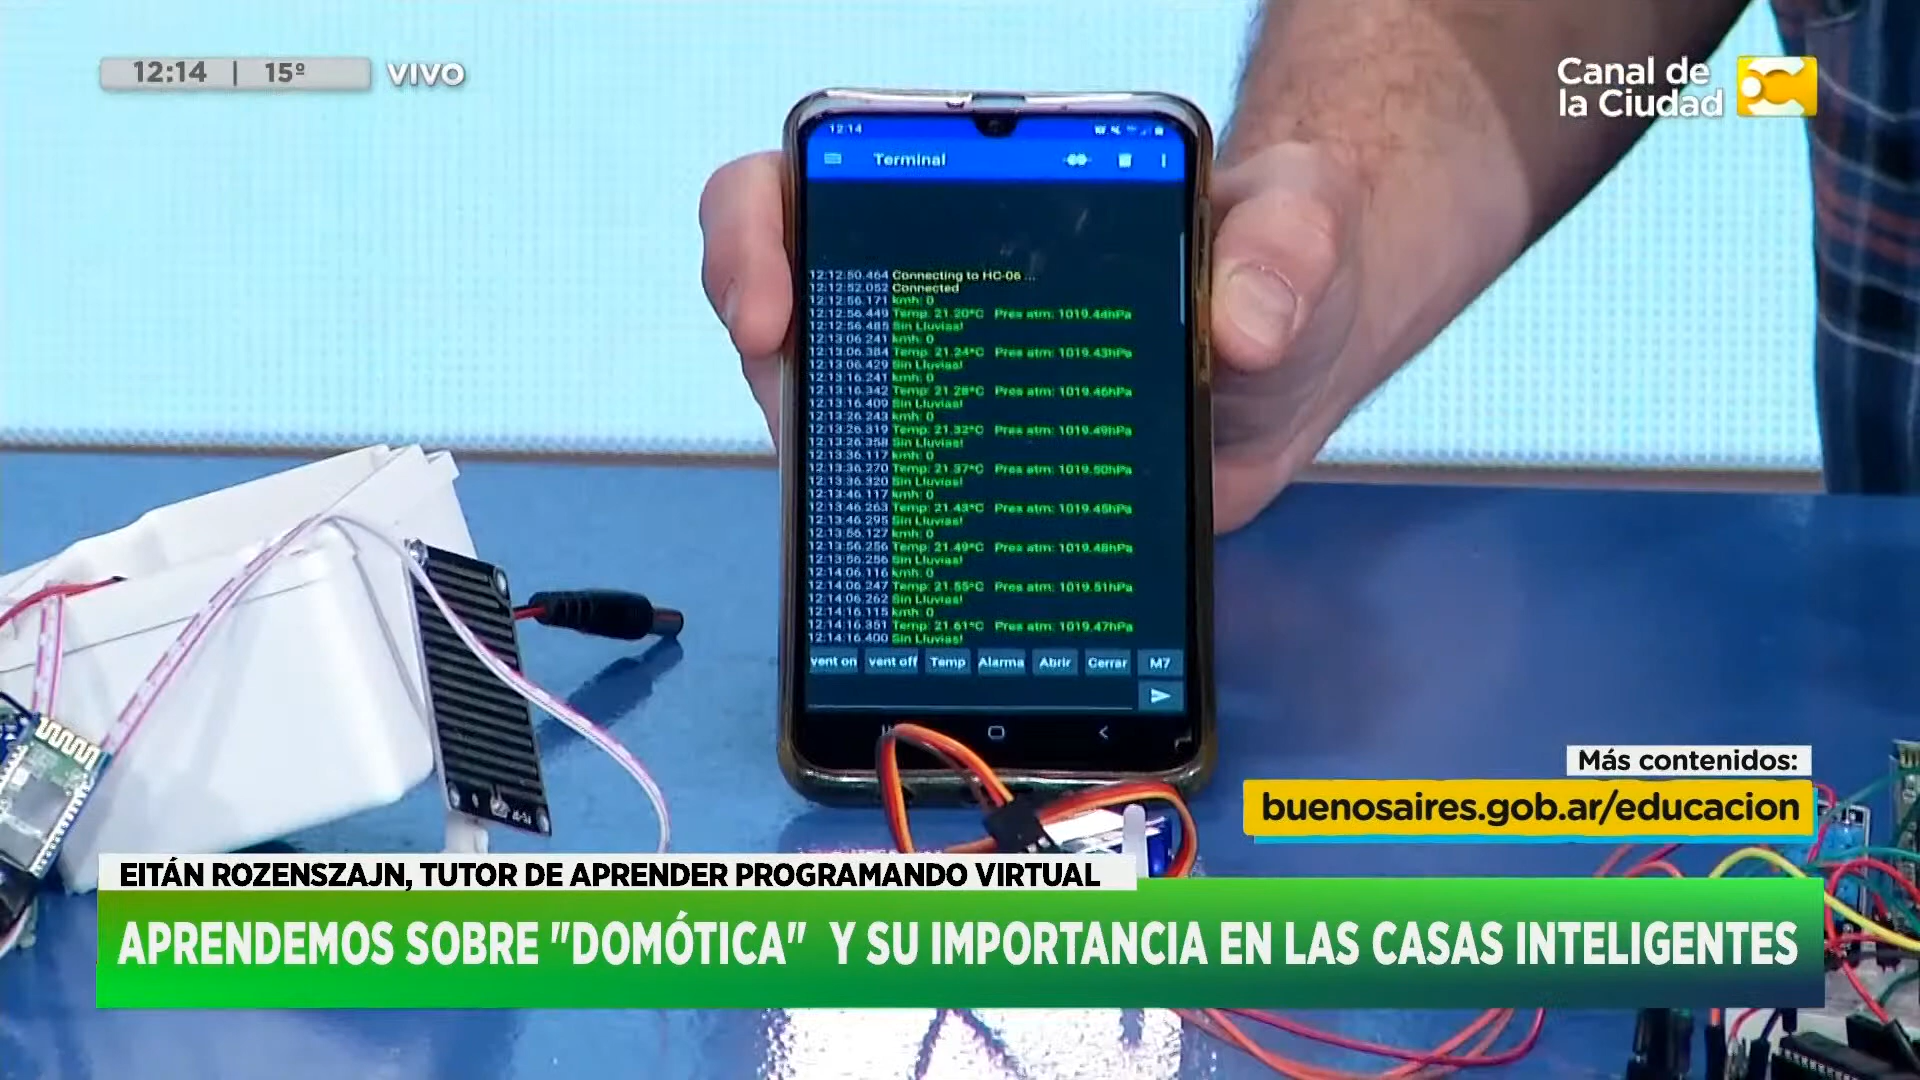 12:14 | 15º VIVO
Canal de
la Ciudad
12:14
Terminal
12:12:50.464 Connecting to HC-06 ...
12:12:52.052 Connected
12:12:56.171 kmh: 0
12:12:56.449 Temp: 21.20°C Pres atm: 1019.44hPa
12:12:56.485 Sin Lluvias!
12:13:06.241 kmh: 0
12:13:06.384 Temp: 21.24°C Pres atm: 1019.43hPa
12:13:06.429 Sin Lluvias!
12:13:16.241 kmh: 0
12:13:16.342 Temp: 21.28°C Pres atm: 1019.46hPa
12:13:16.409 Sin Lluvias!
12:13:26.243 kmh: 0
12:13:26.319 Temp: 21.32°C Pres atm: 1019.49hPa
12:13:26.358 Sin Lluvias!
12:13:36.117 kmh: 0
12:13:36.270 Temp: 21.37°C Pres atm: 1019.50hPa
12:13:36.320 Sin Lluvias!
12:13:46.117 kmh: 0
12:13:46.263 Temp: 21.43°C Pres atm: 1019.45hPa
12:13:46.295 Sin Lluvias!
12:13:56.127 kmh: 0
12:13:56.256 Temp: 21.49°C Pres atm: 1019.48hPa
12:13:56.256 Sin Lluvias!
12:14:06.116 kmh: 0
12:14:06.247 Temp: 21.55°C Pres atm: 1019.51hPa
12:14:06.262 Sin Lluvias!
12:14:16.115 kmh: 0
12:14:16.351 Temp: 21.61°C Pres atm: 1019.47hPa
12:14:16.400 Sin Lluvias!
vent on vent off Temp Alarma Abrir Cerrar M7
Más contenidos:
buenosaires.gob.ar/educacion
EITÁN ROZENSZAJN, TUTOR DE APRENDER PROGRAMANDO VIRTUAL
APRENDEMOS SOBRE "DOMÓTICA" Y SU IMPORTANCIA EN LAS CASAS INTELIGENTES